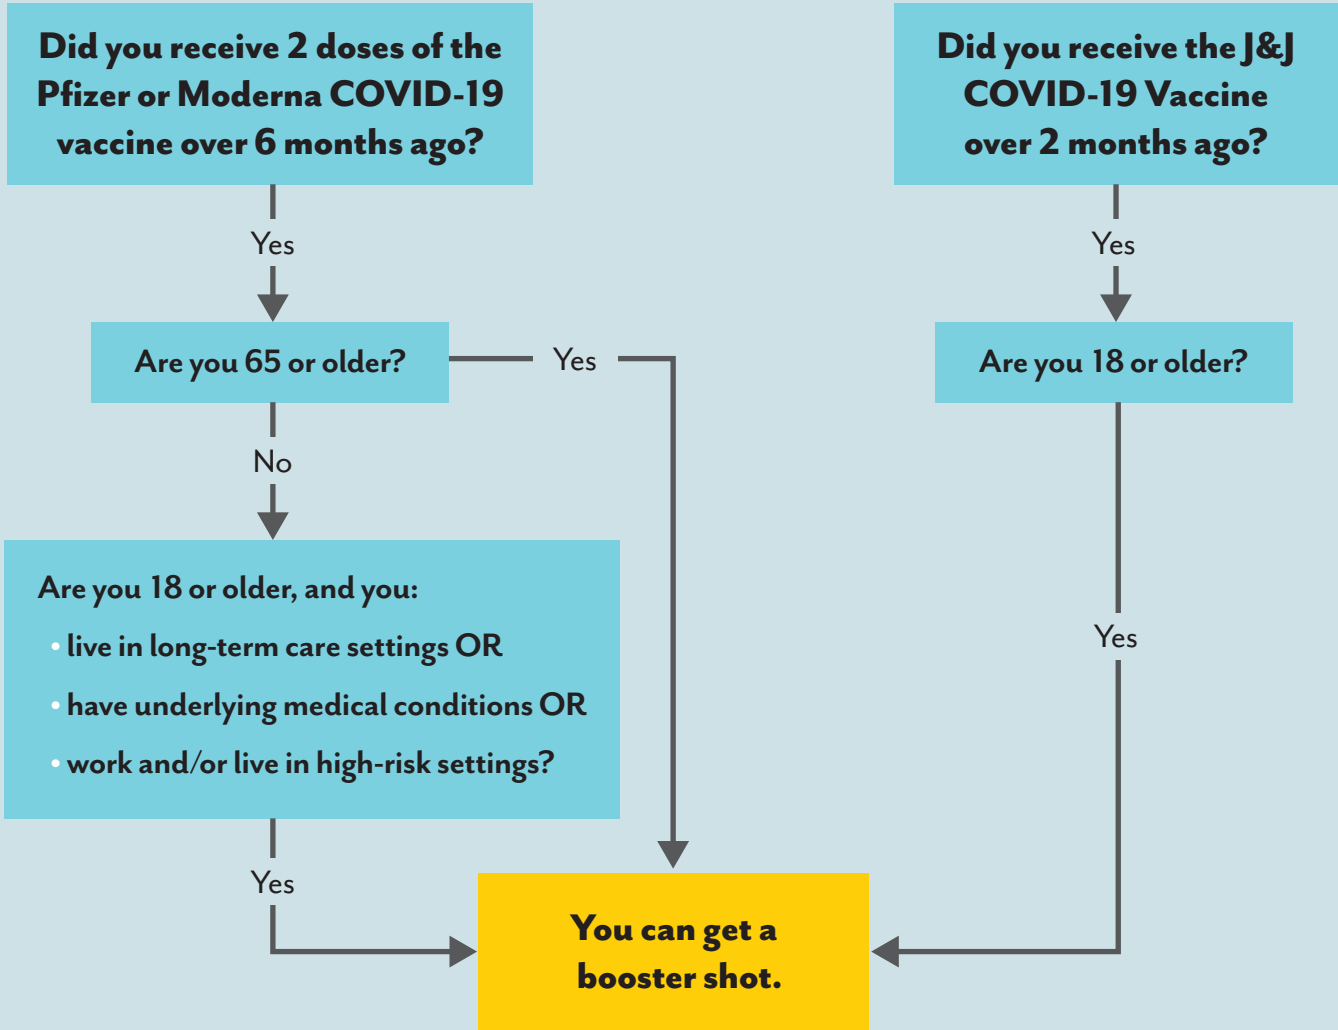 Did you receive 2 doses of the
Pfizer or Moderna COVID-19
vaccine over 6 months ago?
Yes
Are you 65 or older?
Yes
No
Are you 18 or older, and you:
• live in long-term care settings OR
• have underlying medical conditions OR
• work and/or live in high-risk settings?
Yes
Did you receive the J&J
COVID-19 Vaccine
over 2 months ago?
Yes
Are you 18 or older?
Yes
You can get a
booster shot.